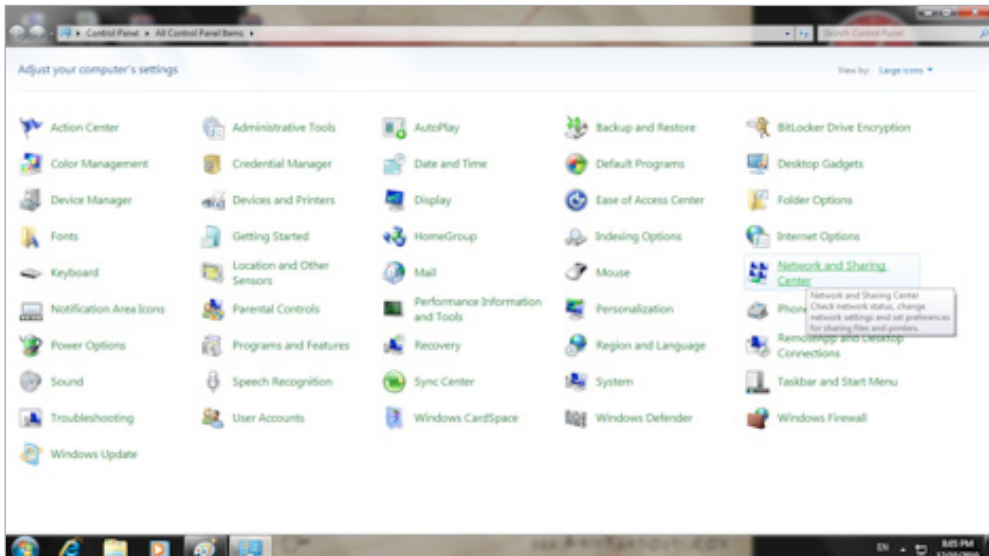 Control Panel ▸ All Control Panel Items ▸
Search Control Panel
Adjust your computer's settings
View by: Large icons
Action Center
Administrative Tools
AutoPlay
Backup and Restore
BitLocker Drive Encryption
Color Management
Credential Manager
Date and Time
Default Programs
Desktop Gadgets
Device Manager
Devices and Printers
Display
Ease of Access Center
Folder Options
Fonts
Getting Started
HomeGroup
Indexing Options
Internet Options
Keyboard
Location and Other
Sensors
Mail
Mouse
Network and Sharing
Center
Network and Sharing Center
Check network status, change
network settings and set preferences
for sharing files and printers.
Notification Area Icons
Parental Controls
Performance Information
and Tools
Personalization
Phone
Power Options
Programs and Features
Recovery
Region and Language
RemoteApp and Desktop
Connections
Sound
Speech Recognition
Sync Center
System
Taskbar and Start Menu
Troubleshooting
User Accounts
Windows CardSpace
Windows Defender
Windows Firewall
Windows Update
EN
8:05 PM